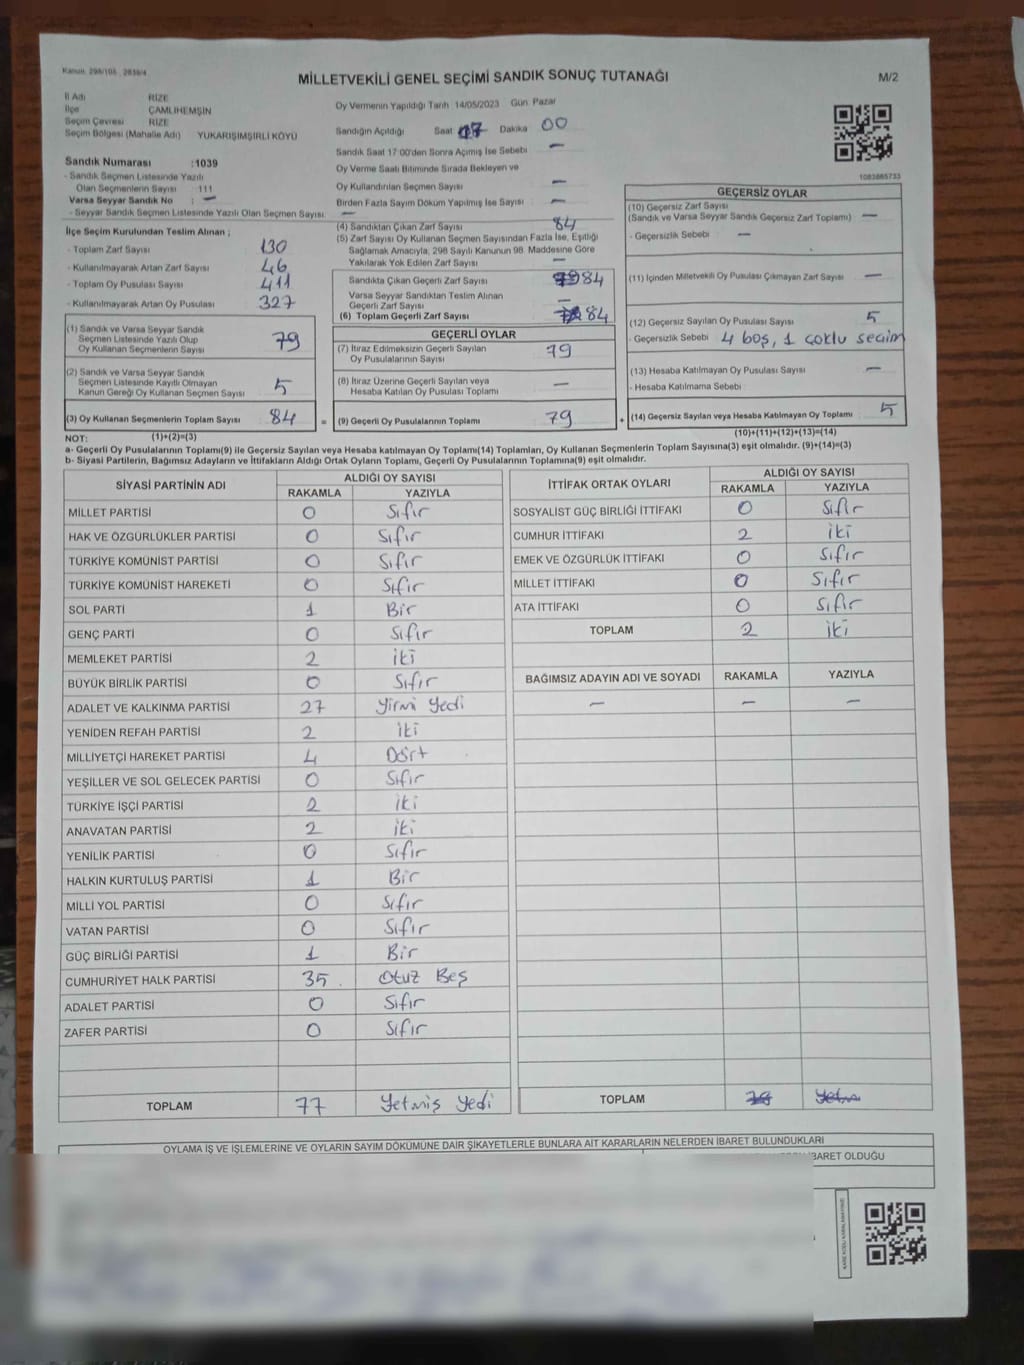 Kanun: 298/105 , 2839/4
MİLLETVEKİLİ GENEL SEÇİMİ SANDIK SONUÇ TUTANAĞI
M/2
İl Adı RİZE
İlçe ÇAMLIHEMŞİN
Seçim Çevresi RİZE
Seçim Bölgesi (Mahalle Adı) YUKARIŞİMŞİRLİ KÖYÜ
Oy Vermenin Yapıldığı Tarih 14/05/2023 Gün Pazar
Sandığın Açıldığı Saat 17 Dakika 00
Sandık Saat 17:00'den Sonra Açılmış İse Sebebi —
Oy Verme Saati Bitiminde Sırada Bekleyen ve
Oy Kullandırılan Seçmen Sayısı —
Birden Fazla Sayım Döküm Yapılmış İse Sayısı —
1083865733
Sandık Numarası :1039
- Sandık Seçmen Listesinde Yazılı
Olan Seçmenlerin Sayısı : 111
Varsa Seyyar Sandık No : —
- Seyyar Sandık Seçmen Listesinde Yazılı Olan Seçmen Sayısı: —
İlçe Seçim Kurulundan Teslim Alınan ;
- Toplam Zarf Sayısı 130
- Kullanılmayarak Artan Zarf Sayısı 46
- Toplam Oy Pusulası Sayısı 411
- Kullanılmayarak Artan Oy Pusulası 327
(1) Sandık ve Varsa Seyyar Sandık
Seçmen Listesinde Yazılı Olup
Oy Kullanan Seçmenlerin Sayısı 79
(2) Sandık ve Varsa Seyyar Sandık
Seçmen Listesinde Kayıtlı Olmayan
Kanun Gereği Oy Kullanan Seçmen Sayısı 5
(3) Oy Kullanan Seçmenlerin Toplam Sayısı 84
(4) Sandıktan Çıkan Zarf Sayısı 84
(5) Zarf Sayısı Oy Kullanan Seçmen Sayısından Fazla İse, Eşitliği
Sağlamak Amacıyla, 298 Sayılı Kanunun 98. Maddesine Göre
Yakılarak Yok Edilen Zarf Sayısı —
Sandıkta Çıkan Geçerli Zarf Sayısı 84
Varsa Seyyar Sandıktan Teslim Alınan
Geçerli Zarf Sayısı —
(6) Toplam Geçerli Zarf Sayısı 84
GEÇERLİ OYLAR
(7) İtiraz Edilmeksizin Geçerli Sayılan
Oy Pusulalarının Sayısı 79
(8) İtiraz Üzerine Geçerli Sayılan veya
Hesaba Katılan Oy Pusulası Toplamı —
= (9) Geçerli Oy Pusulalarının Toplamı 79
GEÇERSİZ OYLAR
(10) Geçersiz Zarf Sayısı
(Sandık ve Varsa Seyyar Sandık Geçersiz Zarf Toplamı) —
- Geçersizlik Sebebi —
(11) İçinden Milletvekili Oy Pusulası Çıkmayan Zarf Sayısı —
(12) Geçersiz Sayılan Oy Pusulası Sayısı 5
- Geçersizlik Sebebi 4 boş, 1 çoklu seçim
(13) Hesaba Katılmayan Oy Pusulası Sayısı —
- Hesaba Katılmama Sebebi
+ (14) Geçersiz Sayılan veya Hesaba Katılmayan Oy Toplamı 5
NOT: (1)+(2)=(3)
(10)+(11)+(12)+(13)=(14)
a- Geçerli Oy Pusulalarının Toplamı(9) ile Geçersiz Sayılan veya Hesaba Katılmayan Oy Toplamı(14) Toplamları, Oy Kullanan Seçmenlerin Toplam Sayısına(3) eşit olmalıdır. (9)+(14)=(3)
b- Siyasi Partilerin, Bağımsız Adayların ve İttifakların Aldığı Ortak Oyların Toplamı, Geçerli Oy Pusulalarının Toplamına(9) eşit olmalıdır.
SİYASİ PARTİNİN ADI ALDIĞI OY SAYISI
RAKAMLA YAZIYLA
MİLLET PARTİSİ 0 Sıfır
HAK VE ÖZGÜRLÜKLER PARTİSİ 0 Sıfır
TÜRKİYE KOMÜNİST PARTİSİ 0 Sıfır
TÜRKİYE KOMÜNİST HAREKETİ 0 Sıfır
SOL PARTİ 1 Bir
GENÇ PARTİ 0 Sıfır
MEMLEKET PARTİSİ 2 iki
BÜYÜK BİRLİK PARTİSİ 0 Sıfır
ADALET VE KALKINMA PARTİSİ 27 Yirmi Yedi
YENİDEN REFAH PARTİSİ 2 iki
MİLLİYETÇİ HAREKET PARTİSİ 4 Dört
YEŞİLLER VE SOL GELECEK PARTİSİ 0 Sıfır
TÜRKİYE İŞÇİ PARTİSİ 2 iki
ANAVATAN PARTİSİ 2 iki
YENİLİK PARTİSİ 0 Sıfır
HALKIN KURTULUŞ PARTİSİ 1 Bir
MİLLİ YOL PARTİSİ 0 Sıfır
VATAN PARTİSİ 0 Sıfır
GÜÇ BİRLİĞİ PARTİSİ 1 Bir
CUMHURİYET HALK PARTİSİ 35 Otuz Beş
ADALET PARTİSİ 0 Sıfır
ZAFER PARTİSİ 0 Sıfır
TOPLAM 77 Yetmiş Yedi
İTTİFAK ORTAK OYLARI ALDIĞI OY SAYISI
RAKAMLA YAZIYLA
SOSYALİST GÜÇ BİRLİĞİ İTTİFAKI 0 Sıfır
CUMHUR İTTİFAKI 2 iki
EMEK VE ÖZGÜRLÜK İTTİFAKI 0 Sıfır
MİLLET İTTİFAKI 0 Sıfır
ATA İTTİFAKI 0 Sıfır
TOPLAM 2 iki
BAĞIMSIZ ADAYIN ADI VE SOYADI RAKAMLA YAZIYLA
— — —
TOPLAM
OYLAMA İŞ VE İŞLEMLERİNE VE OYLARIN SAYIM DÖKÜMÜNE DAİR ŞİKAYETLERLE BUNLARA AİT KARARLARIN NELERDEN İBARET BULUNDUKLARI
İBARET OLDUĞU